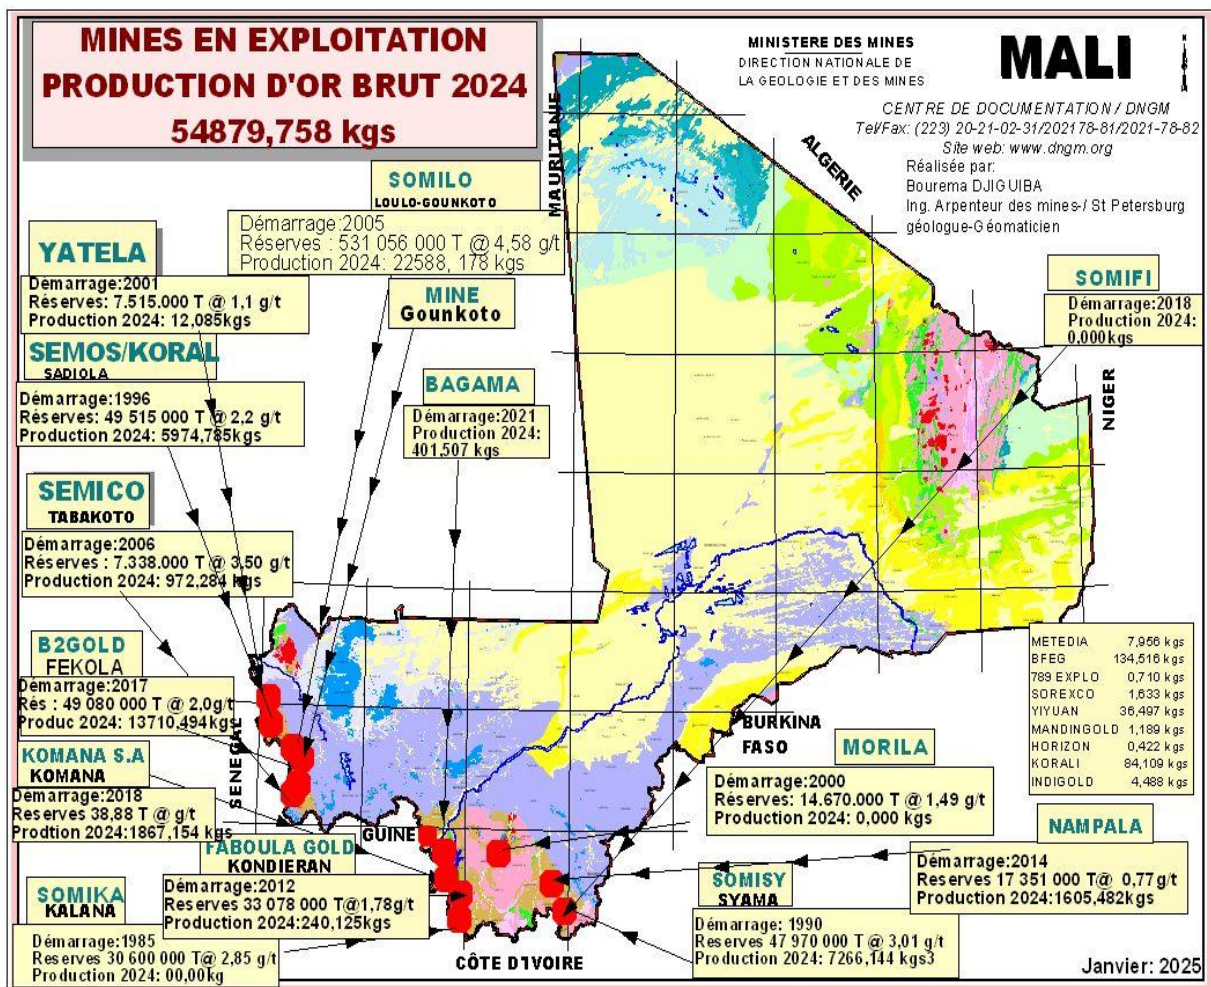 MINES EN EXPLOITATION
PRODUCTION D'OR BRUT 2024
54879,758 kgs
MINISTERE DES MINES
DIRECTION NATIONALE DE
LA GEOLOGIE ET DES MINES
MALI
CENTRE DE DOCUMENTATION / DNGM
Tel/Fax: (223) 20-21-02-31/202178-81/2021-78-82
Site web: www.dngm.org
Réalisée par:
Bourema DJIGUIBA
Ing. Arpenteur des mines-/ St Petersburg
géologue-Géomaticien
MAURITANIE
ALGERIE
NIGER
SOMILO
LOULO-GOUNKOTO
Démarrage:2005
Réserves : 531 056 000 T @ 4,58 g/t
Production 2024: 22588, 178 kgs
YATELA
Démarrage:2001
Réserves: 7.515.000 T @ 1,1 g/t
Production 2024: 12,085kgs
MINE
Gounkoto
SOMIFI
Démarrage:2018
Production 2024:
0,000kgs
SEMOS/KORAL
SADIOLA
Démarrage:1996
Réserves: 49 515 000 T @ 2,2 g/t
Production 2024: 5974,785kgs
BAGAMA
Démarrage:2021
Production 2024:
401,507 kgs
SEMICO
TABAKOTO
Démarrage:2006
Réserves : 7.338.000 T @ 3,50 g/t
Production 2024: 972,284 kgs
B2GOLD
FEKOLA
Démarrage:2017
Rés : 49 080 000 T @ 2,0g/t
Produc 2024: 13710,494kgs
METEDIA 7,956 kgs
BFEG 134,516 kgs
789 EXPLO 0,710 kgs
SOREXCO 1,633 kgs
YIYUAN 36,497 kgs
MANDINGOLD 1,189 kgs
HORIZON 0,422 kgs
KORALI 84,109 kgs
INDIGOLD 4,488 kgs
SENEGAL
BURKINA
FASO
KOMANA S.A
KOMANA
Démarrage:2018
Reserves 38,88 T @ g/t
Prodtion 2024:1867,154 kgs
MORILA
Démarrage:2000
Réserves: 14.670.000 T @ 1,49 g/t
Production 2024: 0,000 kgs
GUINE
FABOULA GOLD
KONDIERAN
Démarrage:2012
Reserves 33 078 000 T@1,78g/t
Production 2024:240,125kgs
NAMPALA
Démarrage:2014
Reserves 17 351 000 T@ 0,77g/t
Production 2024:1605,482kgs
SOMIKA
KALANA
Démarrage:1985
Reserves 30 600 000 T@ 2,85 g/t
Production 2024: 00,00kg
SOMISY
SYAMA
Démarrage: 1990
Reserves 47 970 000 T @ 3,01 g/t
Production 2024: 7266,144 kgs3
CÔTE D'IVOIRE
Janvier: 2025